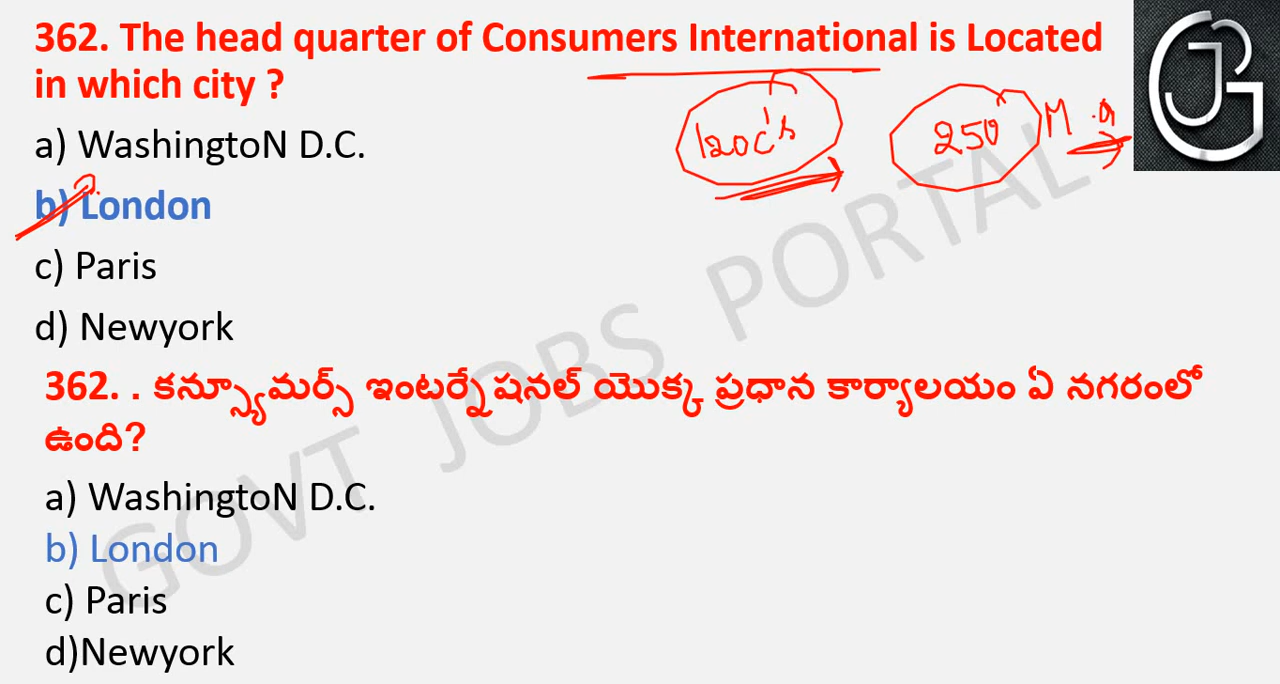 362. The head quarter of Consumers International is Located
in which city ?
120C's
250
M.O
a) WashingtoN D.C.
b) London
c) Paris
d) Newyork
362. . కన్స్యూమర్స్ ఇంటర్నేషనల్ యొక్క ప్రధాన కార్యాలయం ఏ నగరంలో
ఉంది?
a) WashingtoN D.C.
b) London
c) Paris
d)Newyork
GOVT JOBS PORTAL
GJ